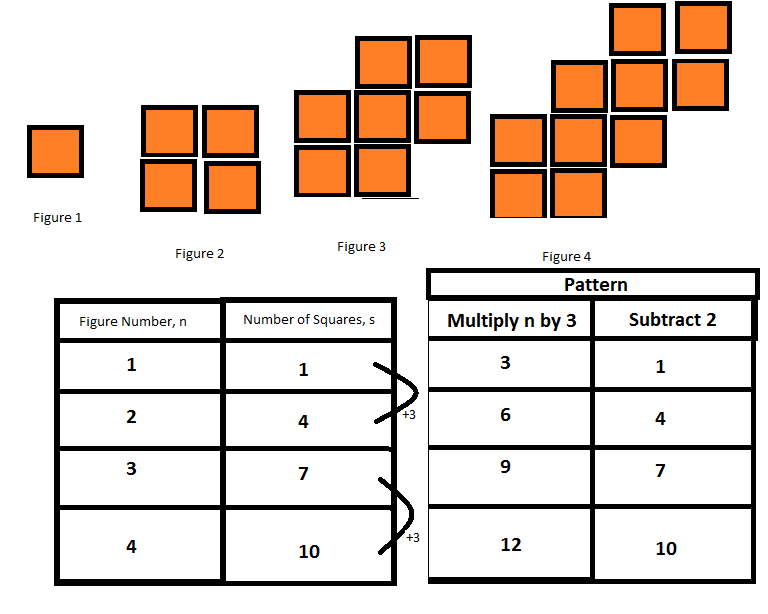 Figure 1
Figure 2
Figure 3
Figure 4
Figure Number, n Number of Squares, s
1 1
2 4
3 7
4 10
+3
+3
Pattern
Multiply n by 3 Subtract 2
3 1
6 4
9 7
12 10